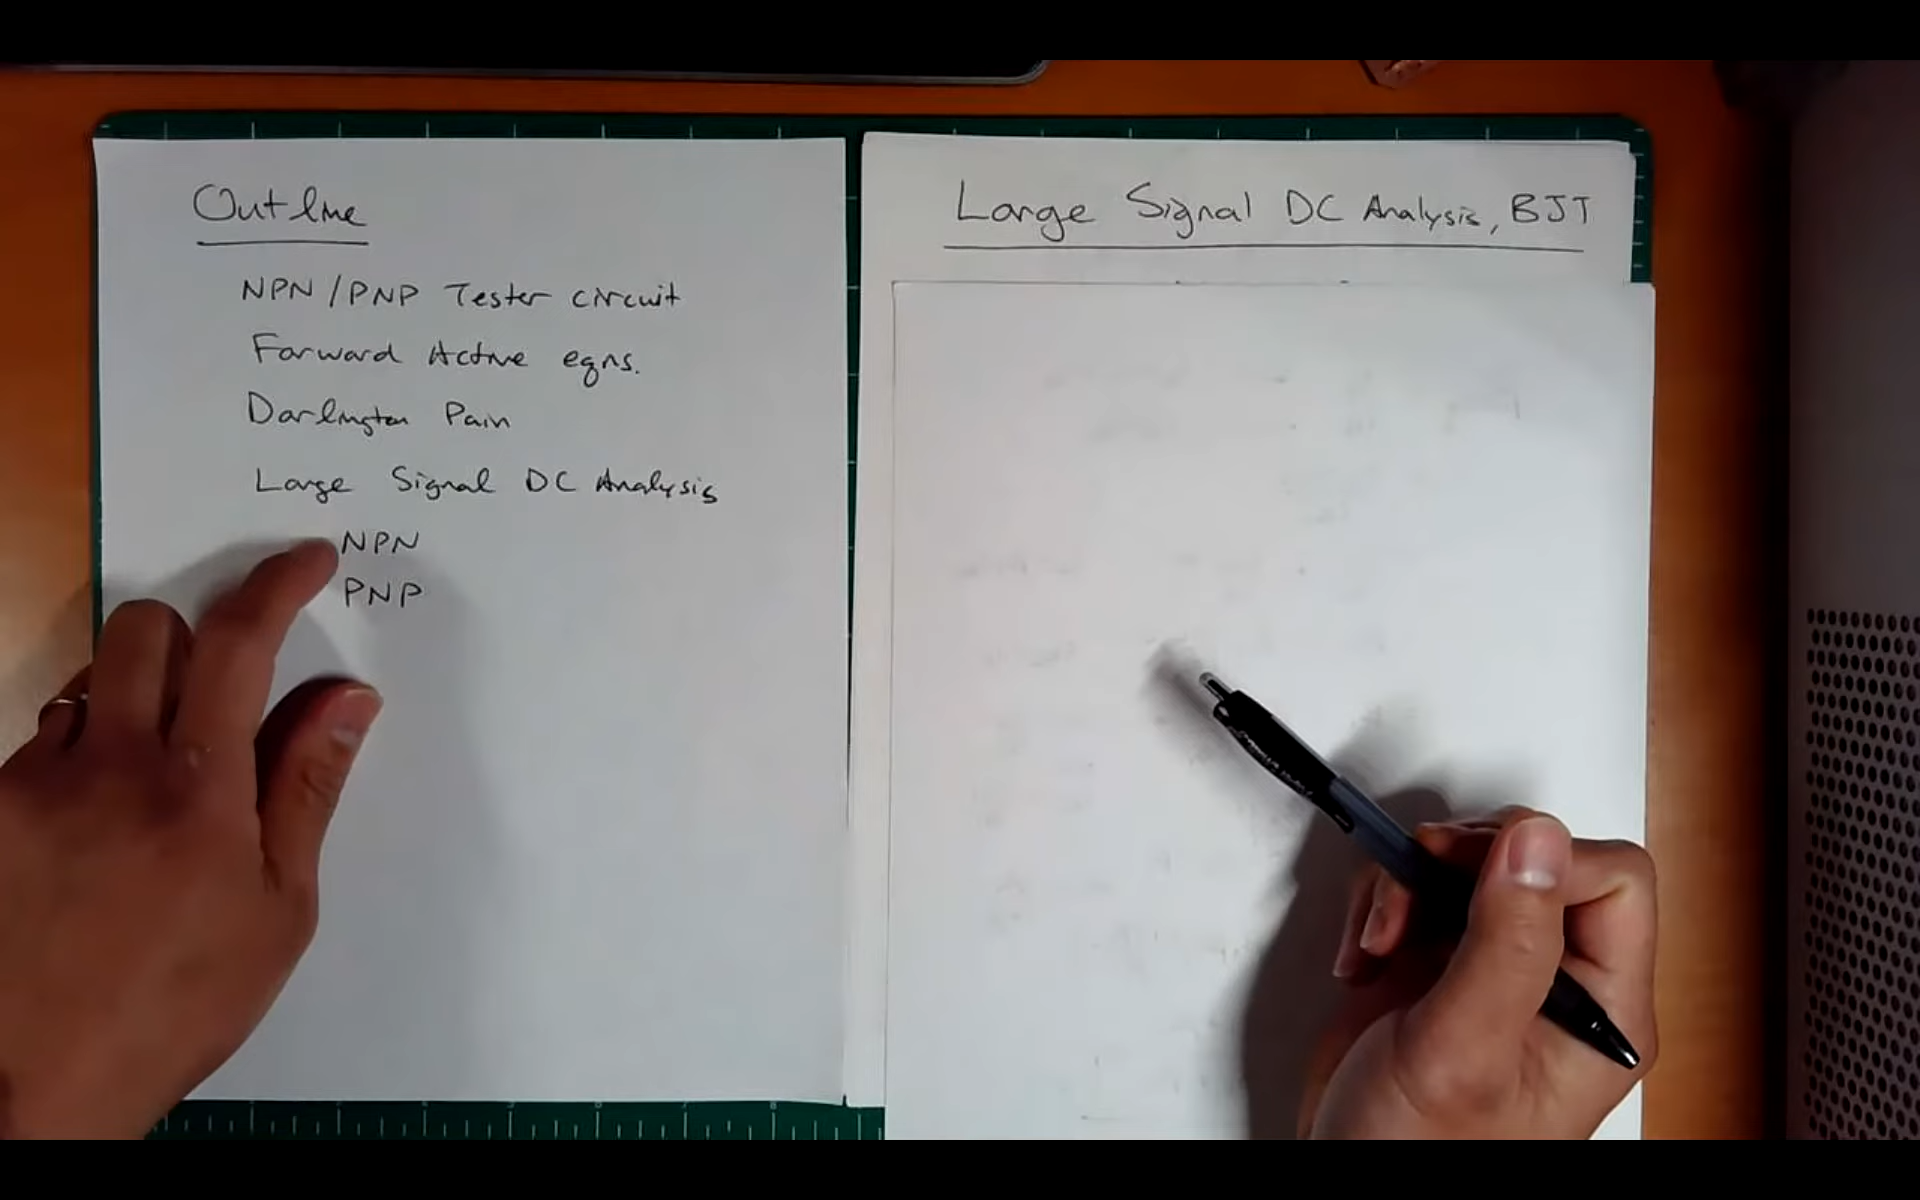 Outline
NPN/PNP Tester circuit
Forward Active eqns.
Darlington Pair
Large Signal DC Analysis
NPN
PNP
Large Signal DC Analysis, BJT